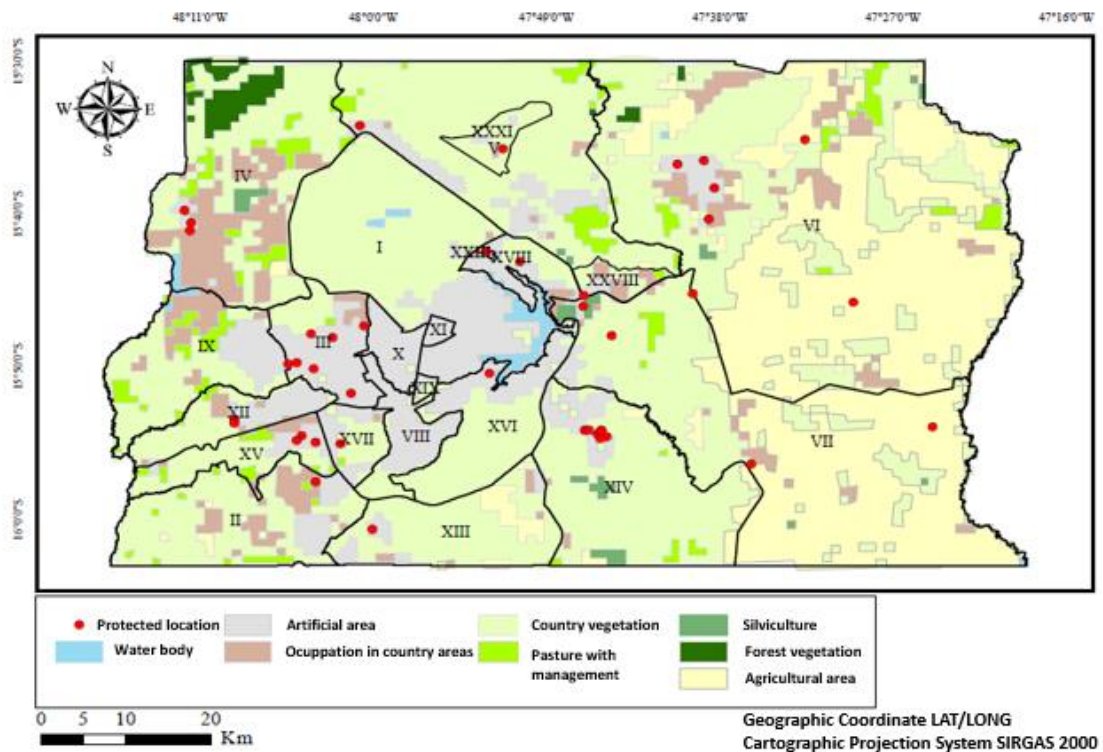 48°11'0"W 48°0'0"W 47°49'0"W 47°38'0"W 47°27'0"W 47°16'0"W
15°30'0"S
15°40'0"S
15°50'0"S
16°0'0"S
N
W E
S
XXXI
V
IV
VI
I
XVIII
XXVIII
XI
III
IX
X
XII
XVII
VIII
XVI
VII
XV
XIV
II
XIII
Protected location Artificial area Country vegetation Silviculture
Water body Ocuppation in country areas Pasture with
management
Forest vegetation
Agricultural area
0 5 10 20
Km
Geographic Coordinate LAT/LONG
Cartographic Projection System SIRGAS 2000